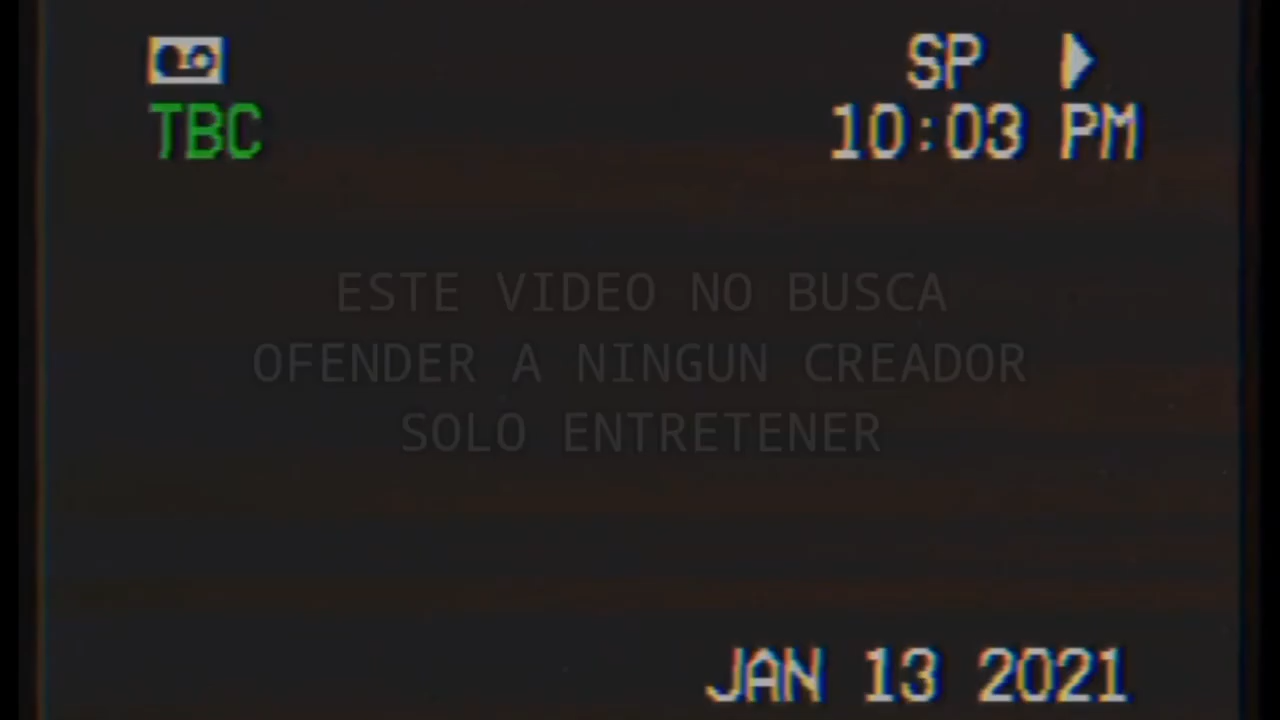 SP
TBC
10:03 PM
ESTE VIDEO NO BUSCA
OFENDER A NINGUN CREADOR
SOLO ENTRETENER
JAN 13 2021